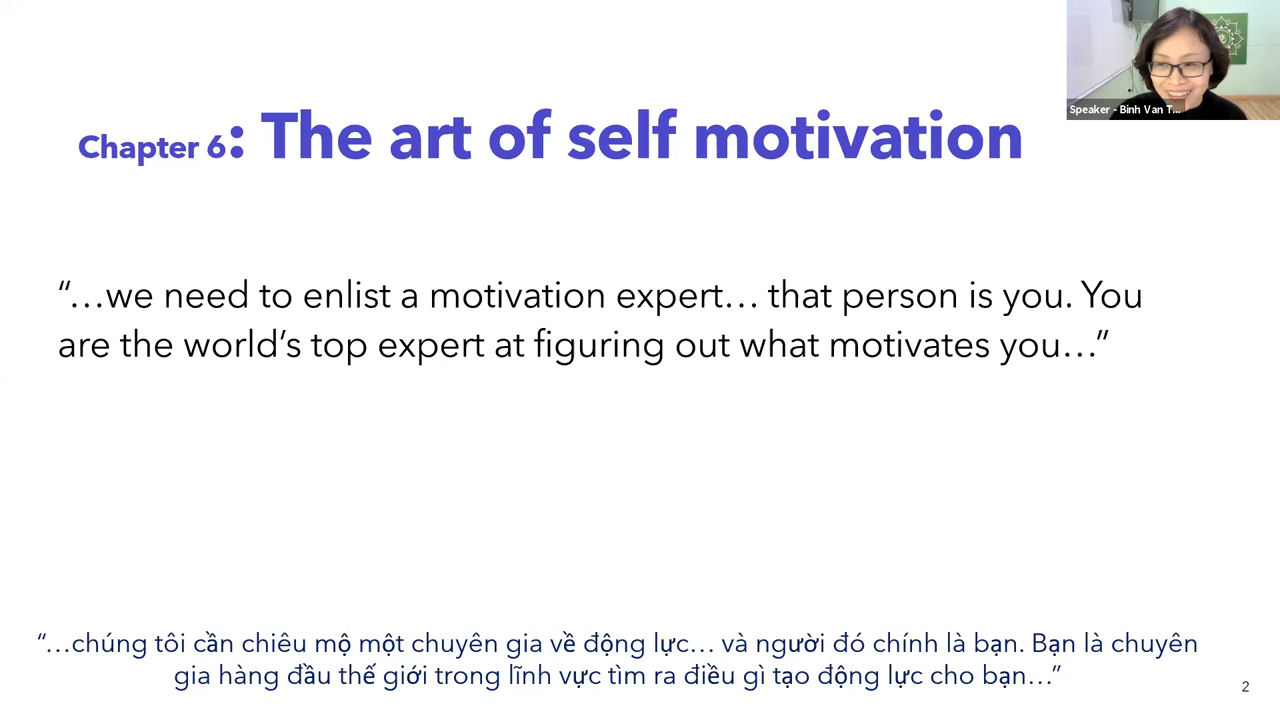 Speaker - Binh Van T...
Chapter 6: The art of self motivation
“...we need to enlist a motivation expert... that person is you. You
are the world’s top expert at figuring out what motivates you...”
“...chúng tôi cần chiêu mộ một chuyên gia về động lực... và người đó chính là bạn. Bạn là chuyên
gia hàng đầu thế giới trong lĩnh vực tìm ra điều gì tạo động lực cho bạn...”
2